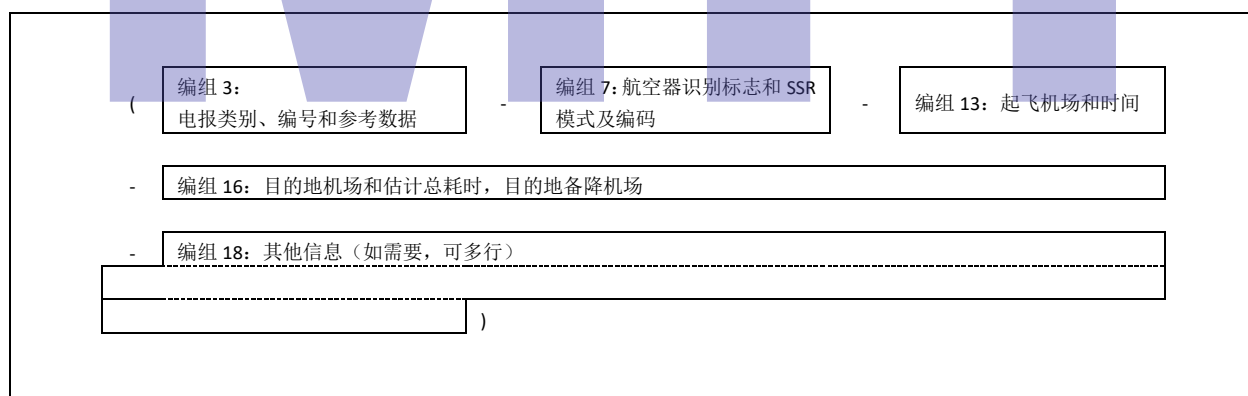 ( 编组 3:
电报类别、编号和参考数据 - 编组 7: 航空器识别标志和 SSR
模式及编码 - 编组 13：起飞机场和时间
- 编组 16：目的地机场和估计总耗时，目的地备降机场
- 编组 18：其他信息（如需要，可多行）
)